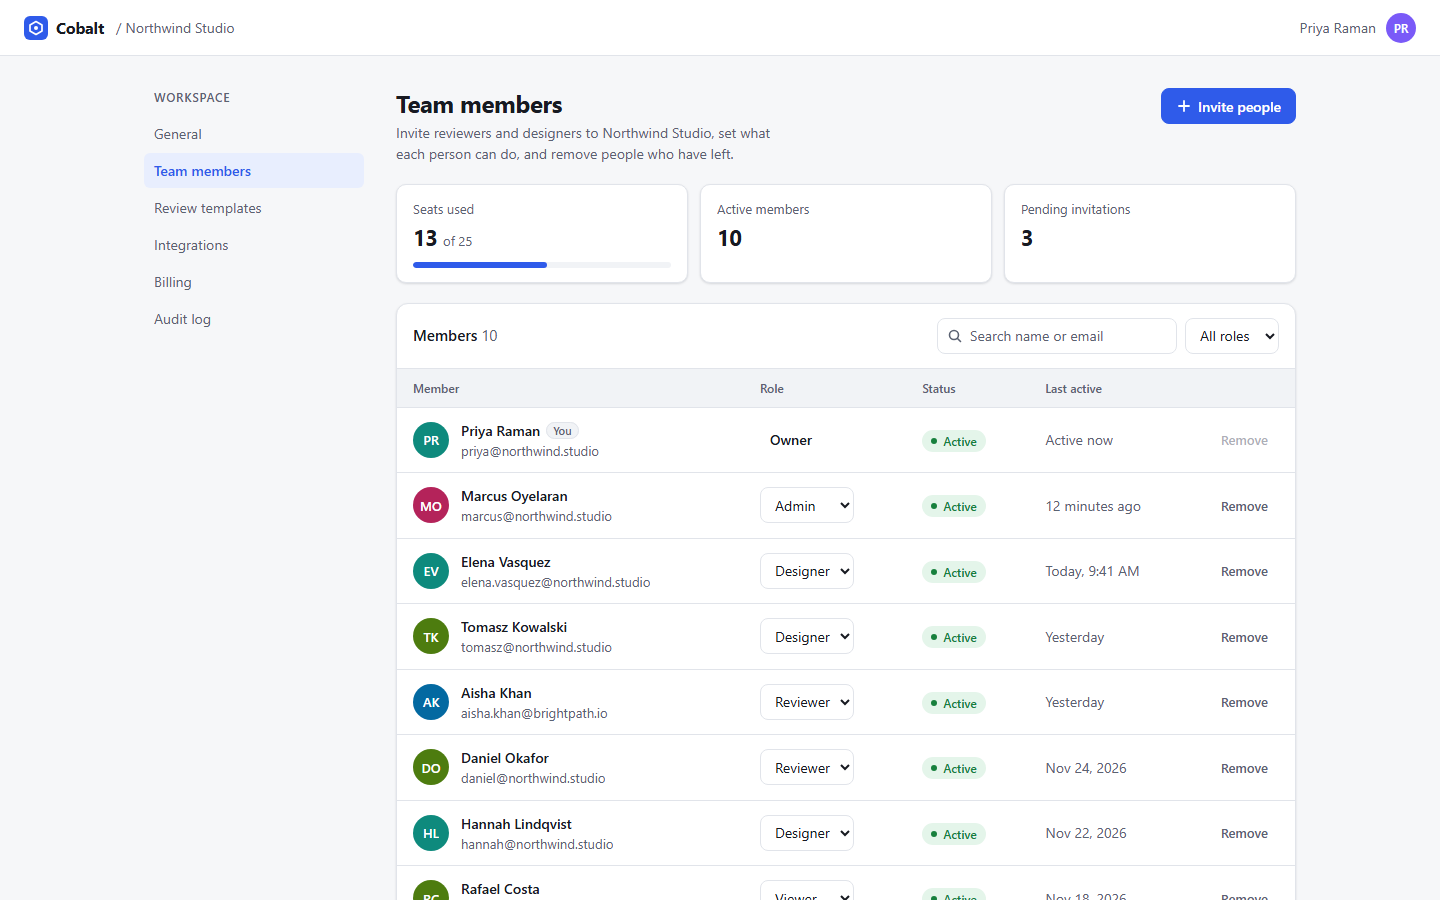 Cobalt / Northwind Studio
Priya Raman PR
WORKSPACE
General
Team members
Review templates
Integrations
Billing
Audit log
Team members
Invite people
Invite reviewers and designers to Northwind Studio, set what
each person can do, and remove people who have left.
Seats used
13 of 25
Active members
10
Pending invitations
3
Members 10
Search name or email
All roles
Member Role Status Last active
PR Priya Raman You
priya@northwind.studio
Owner Active Active now Remove
MO Marcus Oyelaran
marcus@northwind.studio
Admin Active 12 minutes ago Remove
EV Elena Vasquez
elena.vasquez@northwind.studio
Designer Active Today, 9:41 AM Remove
TK Tomasz Kowalski
tomasz@northwind.studio
Designer Active Yesterday Remove
AK Aisha Khan
aisha.khan@brightpath.io
Reviewer Active Yesterday Remove
DO Daniel Okafor
daniel@northwind.studio
Reviewer Active Nov 24, 2026 Remove
HL Hannah Lindqvist
hannah@northwind.studio
Designer Active Nov 22, 2026 Remove
RC Rafael Costa
Viewer Active Nov 18, 2026 Remove